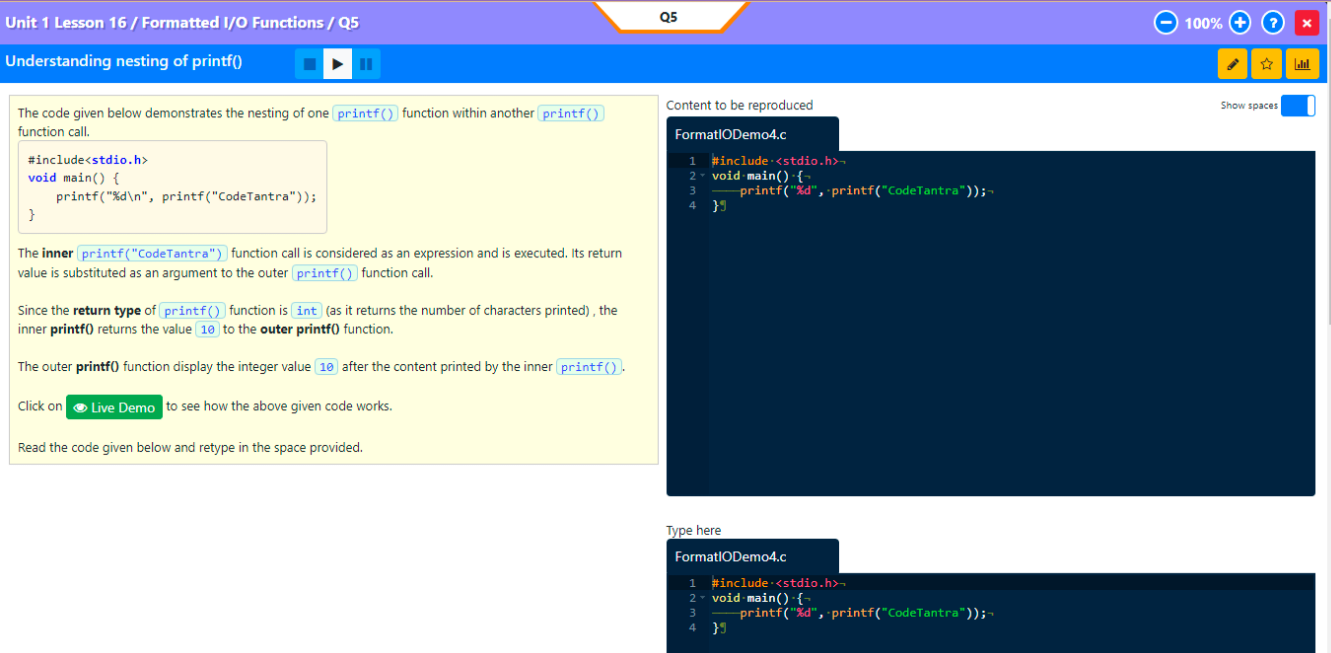 Unit 1 Lesson 16 / Formatted I/O Functions / Q5
Q5
100%
?
×
Understanding nesting of printf()
The code given below demonstrates the nesting of one printf() function within another printf()
function call.
#include<stdio.h>
void main() {
    printf("%d\n", printf("CodeTantra"));
}
The inner printf("CodeTantra") function call is considered as an expression and is executed. Its return
value is substituted as an argument to the outer printf() function call.
Since the return type of printf() function is int (as it returns the number of characters printed) , the
inner printf() returns the value 10 to the outer printf() function.
The outer printf() function display the integer value 10 after the content printed by the inner printf().
Click on Live Demo to see how the above given code works.
Read the code given below and retype in the space provided.
Content to be reproduced
Show spaces
FormatIODemo4.c
1 #include·<stdio.h>¬
2 void·main()·{¬
3 ────printf("%d",·printf("CodeTantra"));¬
4 }¶
Type here
FormatIODemo4.c
1 #include·<stdio.h>¬
2 void·main()·{¬
3 ────printf("%d",·printf("CodeTantra"));¬
4 }¶